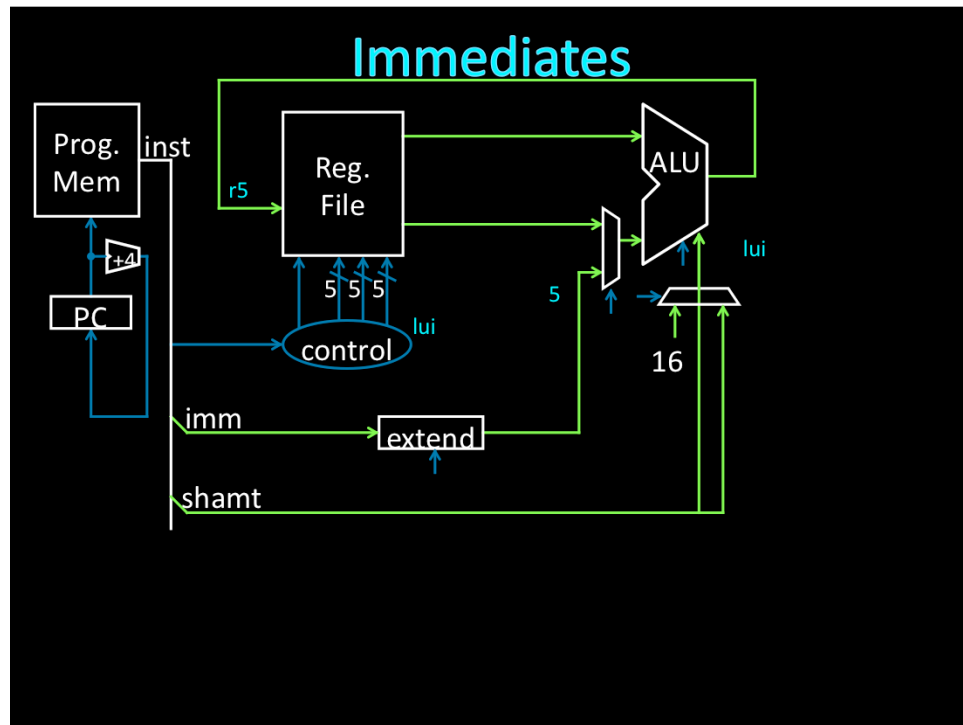 Immediates
Prog.
Mem
inst
Reg.
File
ALU
r5
+4
lui
5
5
5
5
PC
lui
control
16
imm
extend
shamt